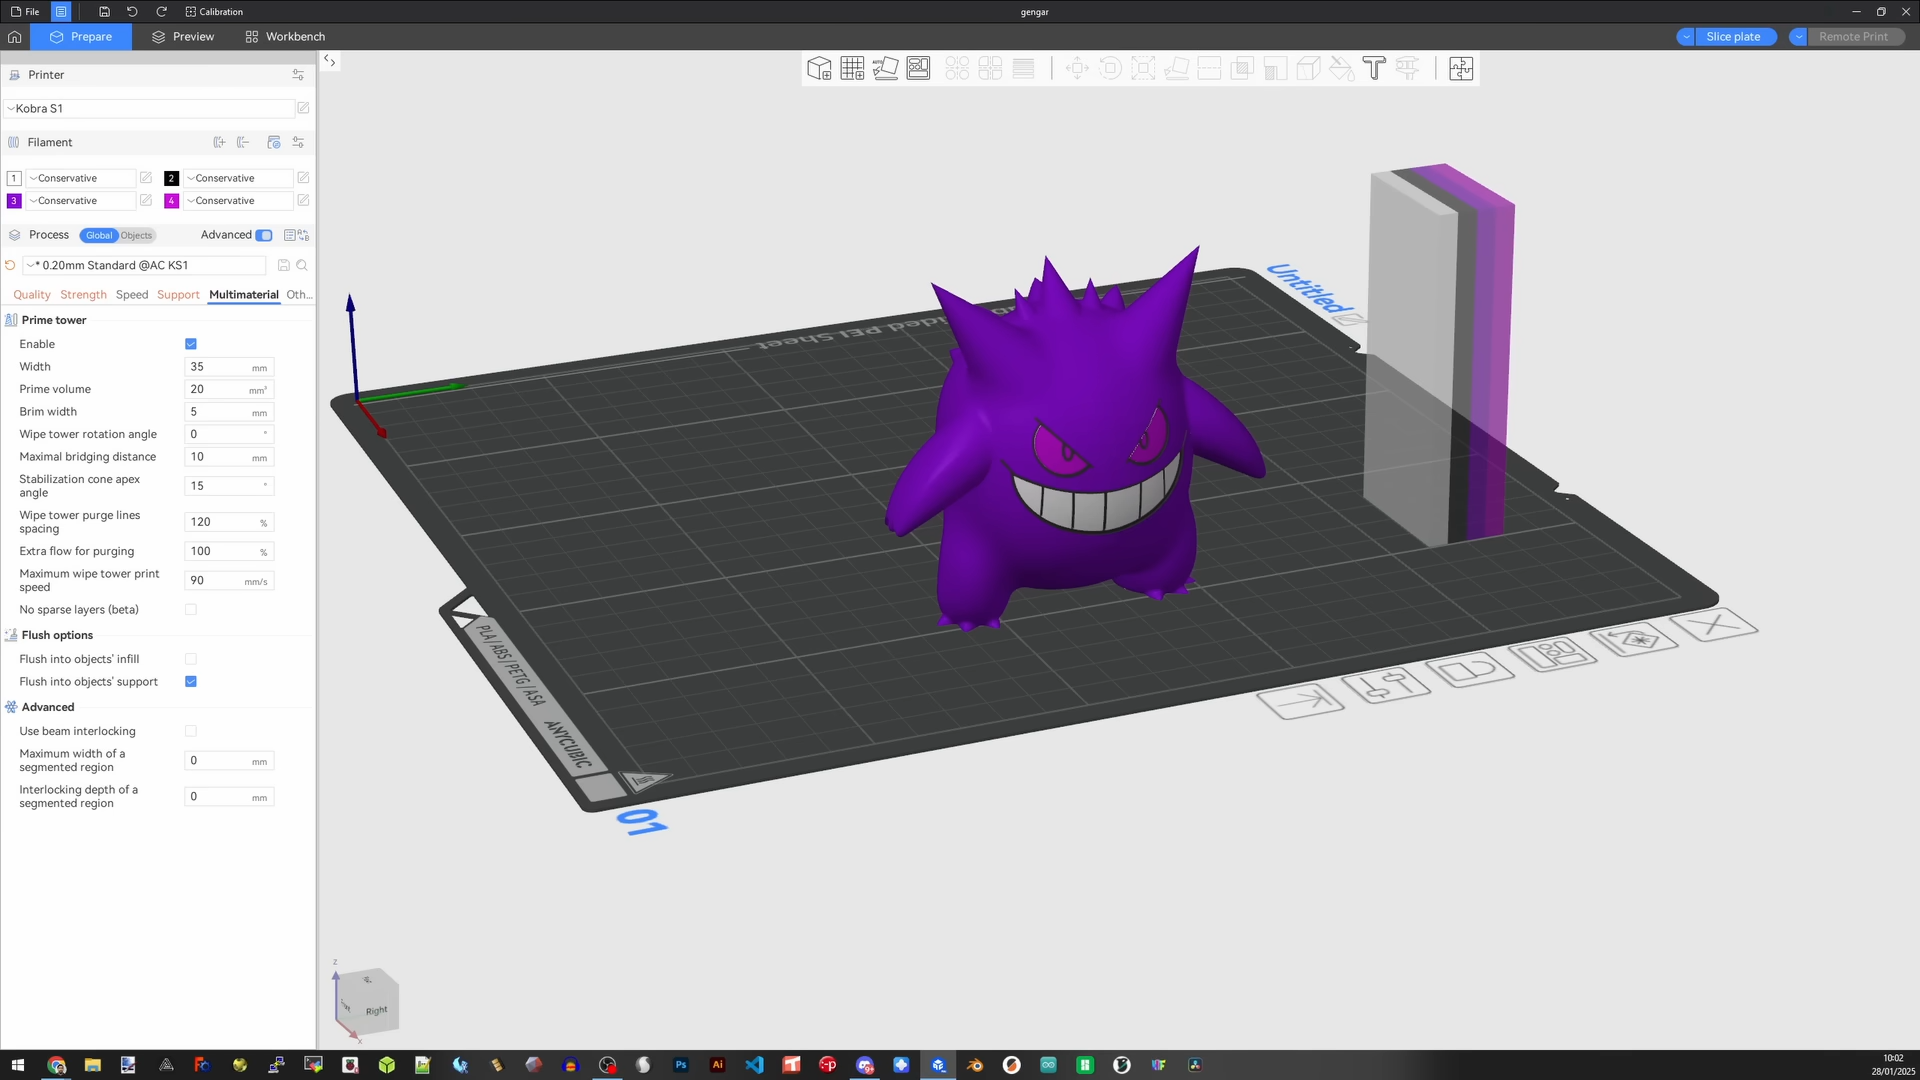 File
Calibration
gengar
Prepare
Preview
Workbench
Slice plate
Remote Print
Printer
Kobra S1
Filament
1 Conservative 2 Conservative
3 Conservative 4 Conservative
Process Global Objects Advanced
* 0.20mm Standard @AC KS1
Quality Strength Speed Support Multimaterial Oth...
Prime tower
Enable
Width 35 mm
Prime volume 20 mm³
Brim width 5 mm
Wipe tower rotation angle 0 °
Maximal bridging distance 10 mm
Stabilization cone apex
angle 15 °
Wipe tower purge lines
spacing 120 %
Extra flow for purging 100 %
Maximum wipe tower print
speed 90 mm/s
No sparse layers (beta)
Flush options
Flush into objects' infill
Flush into objects' support
Advanced
Use beam interlocking
Maximum width of a
segmented region 0 mm
Interlocking depth of a
segmented region 0 mm
Untitled
PEI Sheet
PLA/ABS/PETG/ASA ANYCUBIC
01
z
Right
x
Ps
Ai
10:02
28/01/2025